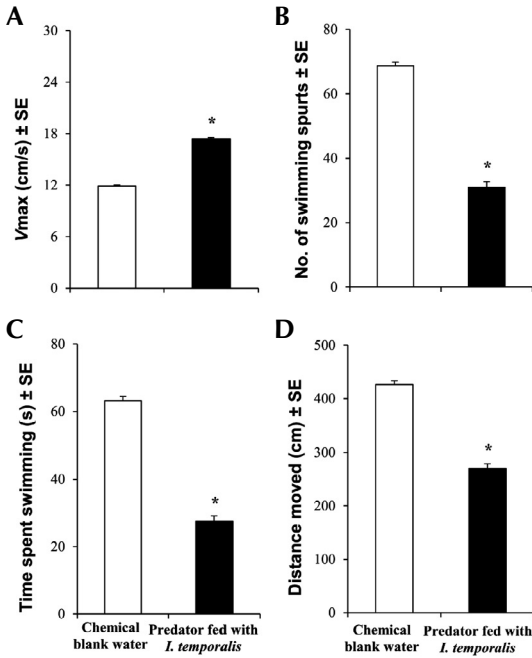 A
Vmax (cm/s) ± SE
30
24
18
12
6
0
*
B
No. of swimming spurts ± SE
80
60
40
20
0
*
C
Time spent swimming (s) ± SE
80
60
40
20
0
*
Chemical
blank water
Predator fed with
I. temporalis
D
Distance moved (cm) ± SE
500
400
300
200
100
0
*
Chemical
blank water
Predator fed with
I. temporalis